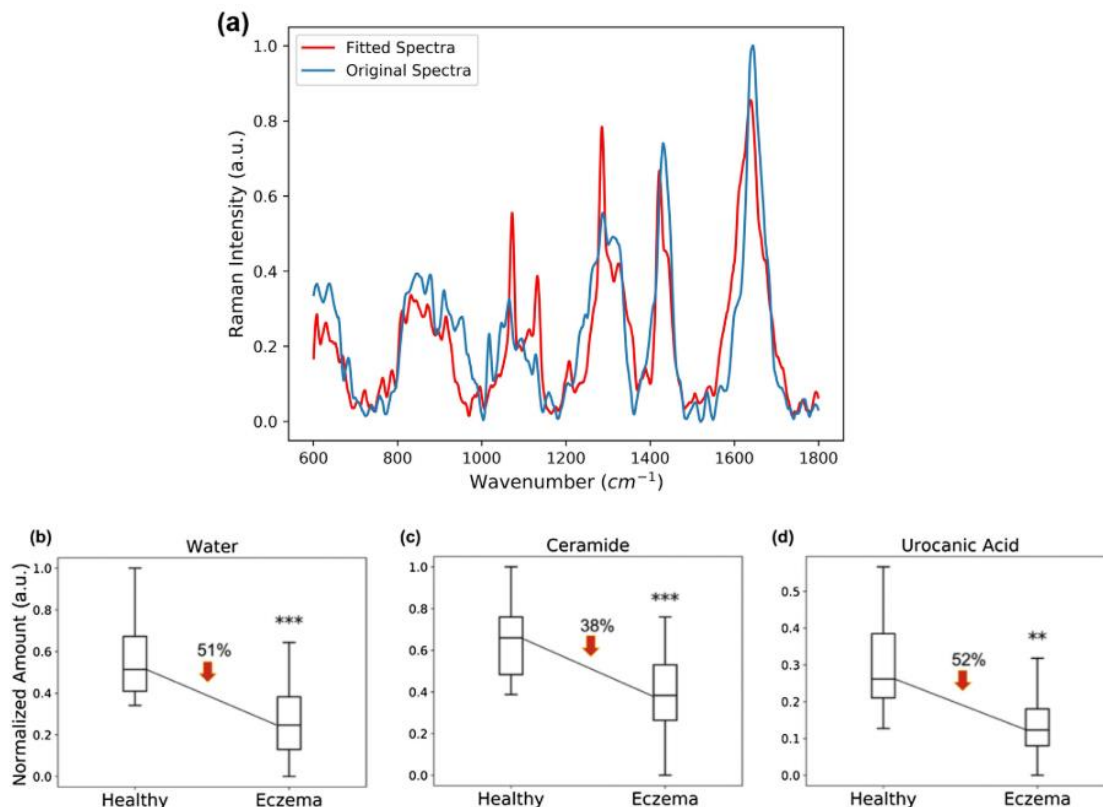 (a)
Fitted Spectra
Original Spectra
Raman Intensity (a.u.)
1.0
0.8
0.6
0.4
0.2
0.0
600 800 1000 1200 1400 1600 1800
Wavenumber (cm⁻¹)
(b)
Water
Normalized Amount (a.u.)
1.0
0.8
0.6
0.4
0.2
0.0
51%
***
Healthy Eczema
(c)
Ceramide
1.0
0.8
0.6
0.4
0.2
0.0
38%
***
Healthy Eczema
(d)
Urocanic Acid
0.5
0.4
0.3
0.2
0.1
0.0
52%
**
Healthy Eczema